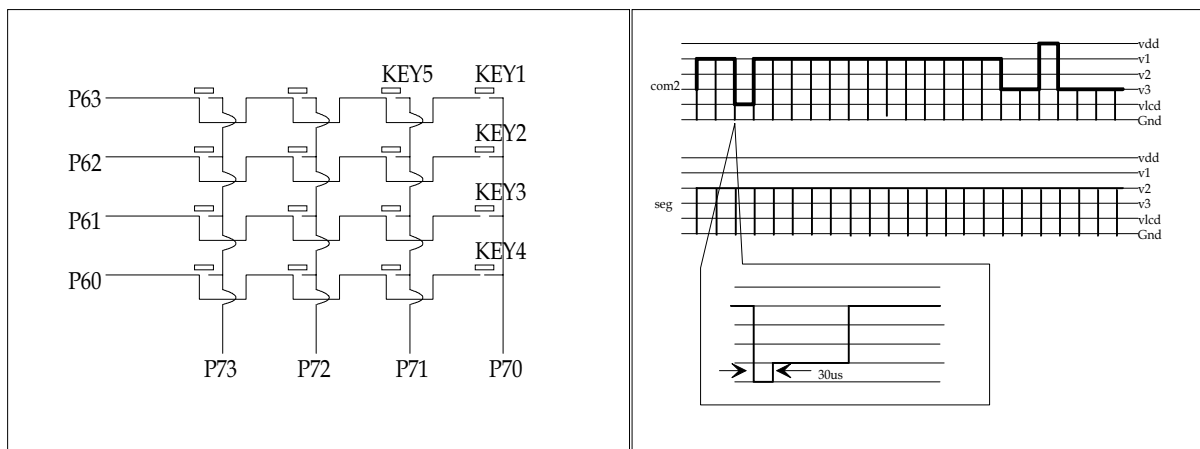 KEY5 KEY1
P63
KEY2
P62
KEY3
P61
KEY4
P60
P73 P72 P71 P70
vdd
v1
v2
com2 v3
vlcd
Gnd
vdd
v1
v2
seg v3
vlcd
Gnd
30us